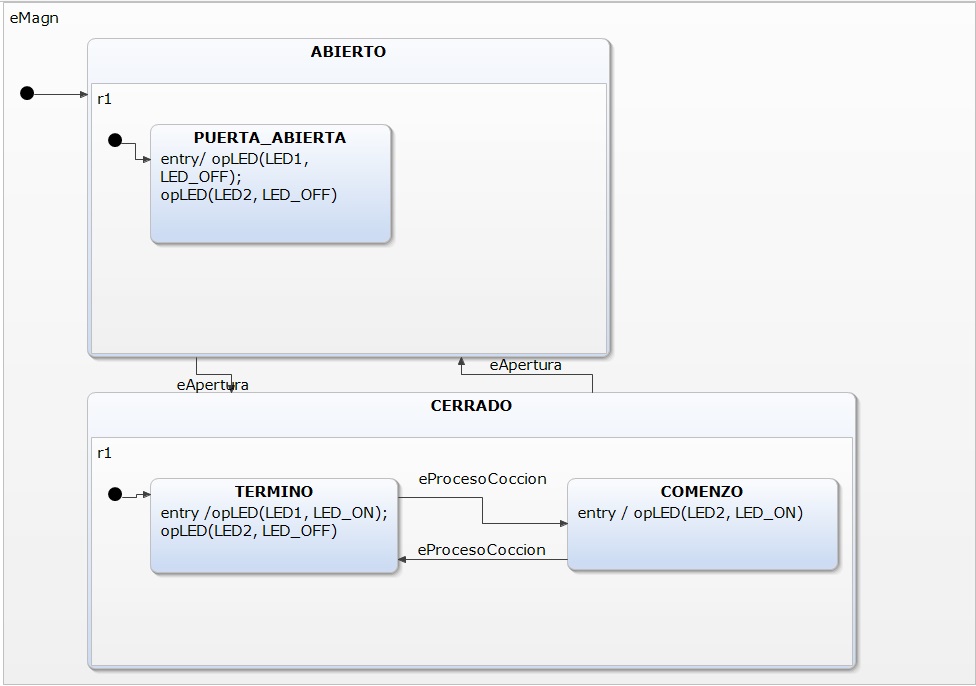 eMagn
ABIERTO
r1
PUERTA_ABIERTA
entry/ opLED(LED1,
LED_OFF);
opLED(LED2, LED_OFF)
eApertura
eApertura
CERRADO
r1
TERMINO
entry /opLED(LED1, LED_ON);
opLED(LED2, LED_OFF)
eProcesoCoccion
eProcesoCoccion
COMENZO
entry / opLED(LED2, LED_ON)